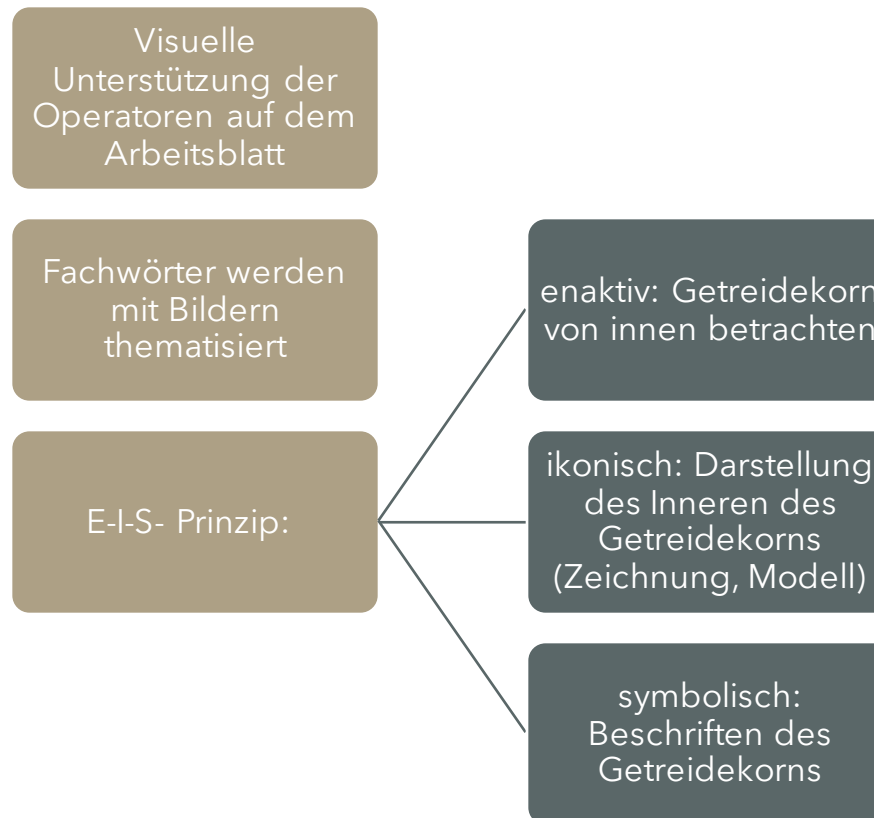 Visuelle
Unterstützung der
Operatoren auf dem
Arbeitsblatt
Fachwörter werden
mit Bildern
thematisiert
E-I-S- Prinzip:
enaktiv: Getreidekorn
von innen betrachten
ikonisch: Darstellung
des Inneren des
Getreidekorns
(Zeichnung, Modell)
symbolisch:
Beschriften des
Getreidekorns